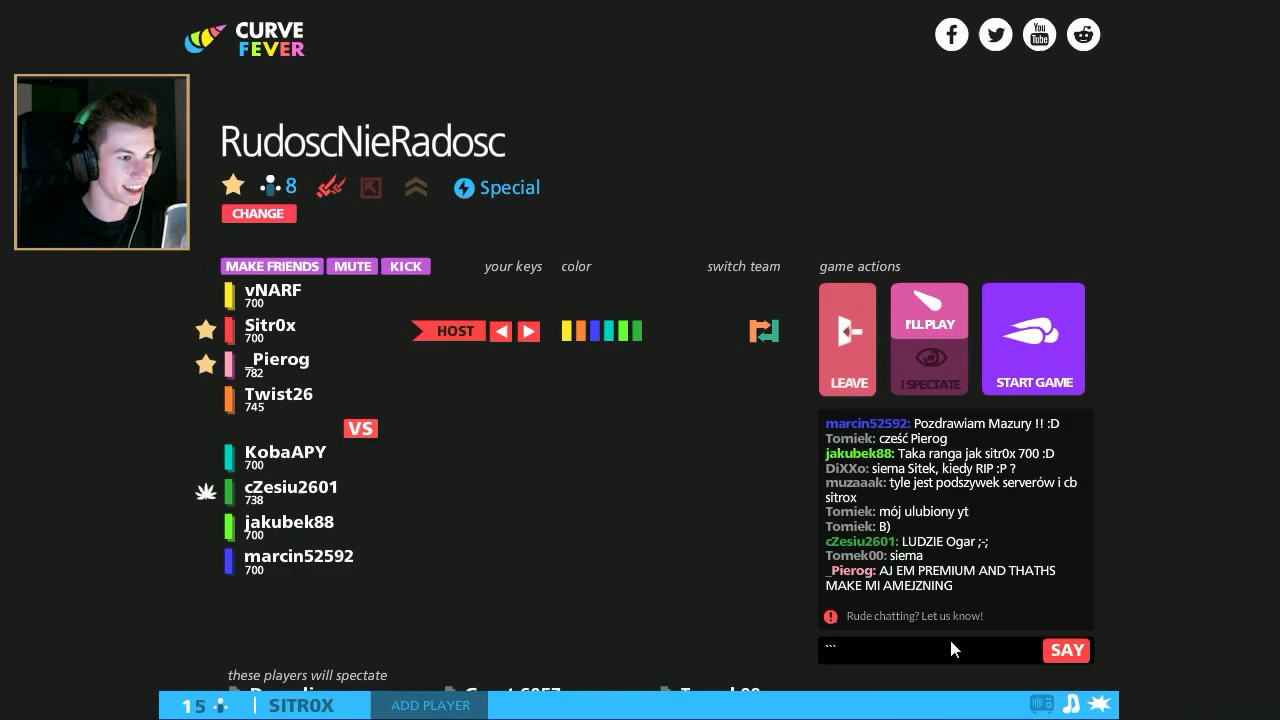 CURVE
FEVER
You
Tube
RudoscNieRadosc
8
Special
CHANGE
MAKE FRIENDS
MUTE
KICK
your keys
color
switch team
game actions
vNARF
700
Sitr0x
700
HOST
_Pierog
782
Twist26
745
VS
KobaAPY
700
cZesiu2601
738
jakubek88
700
marcin52592
700
LEAVE
I'LL PLAY
I SPECTATE
START GAME
marcin52592: Pozdrawiam Mazury !! :D
Tomiek: cześć Pierog
jakubek88: Taka ranga jak sitr0x 700 :D
DiXXo: siema Sitek, kiedy RIP :P ?
muzaaak: tyle jest podszywek serverów i cb
sitrox
Tomiek: mój ulubiony yt
Tomiek: B)
cZesiu2601: LUDZIE Ogar ;-;
Tomek00: siema
_Pierog: AJ EM PREMIUM AND THATHS
MAKE MI AMEJZNING
Rude chatting? Let us know!
```
SAY
these players will spectate
15
SITR0X
ADD PLAYER